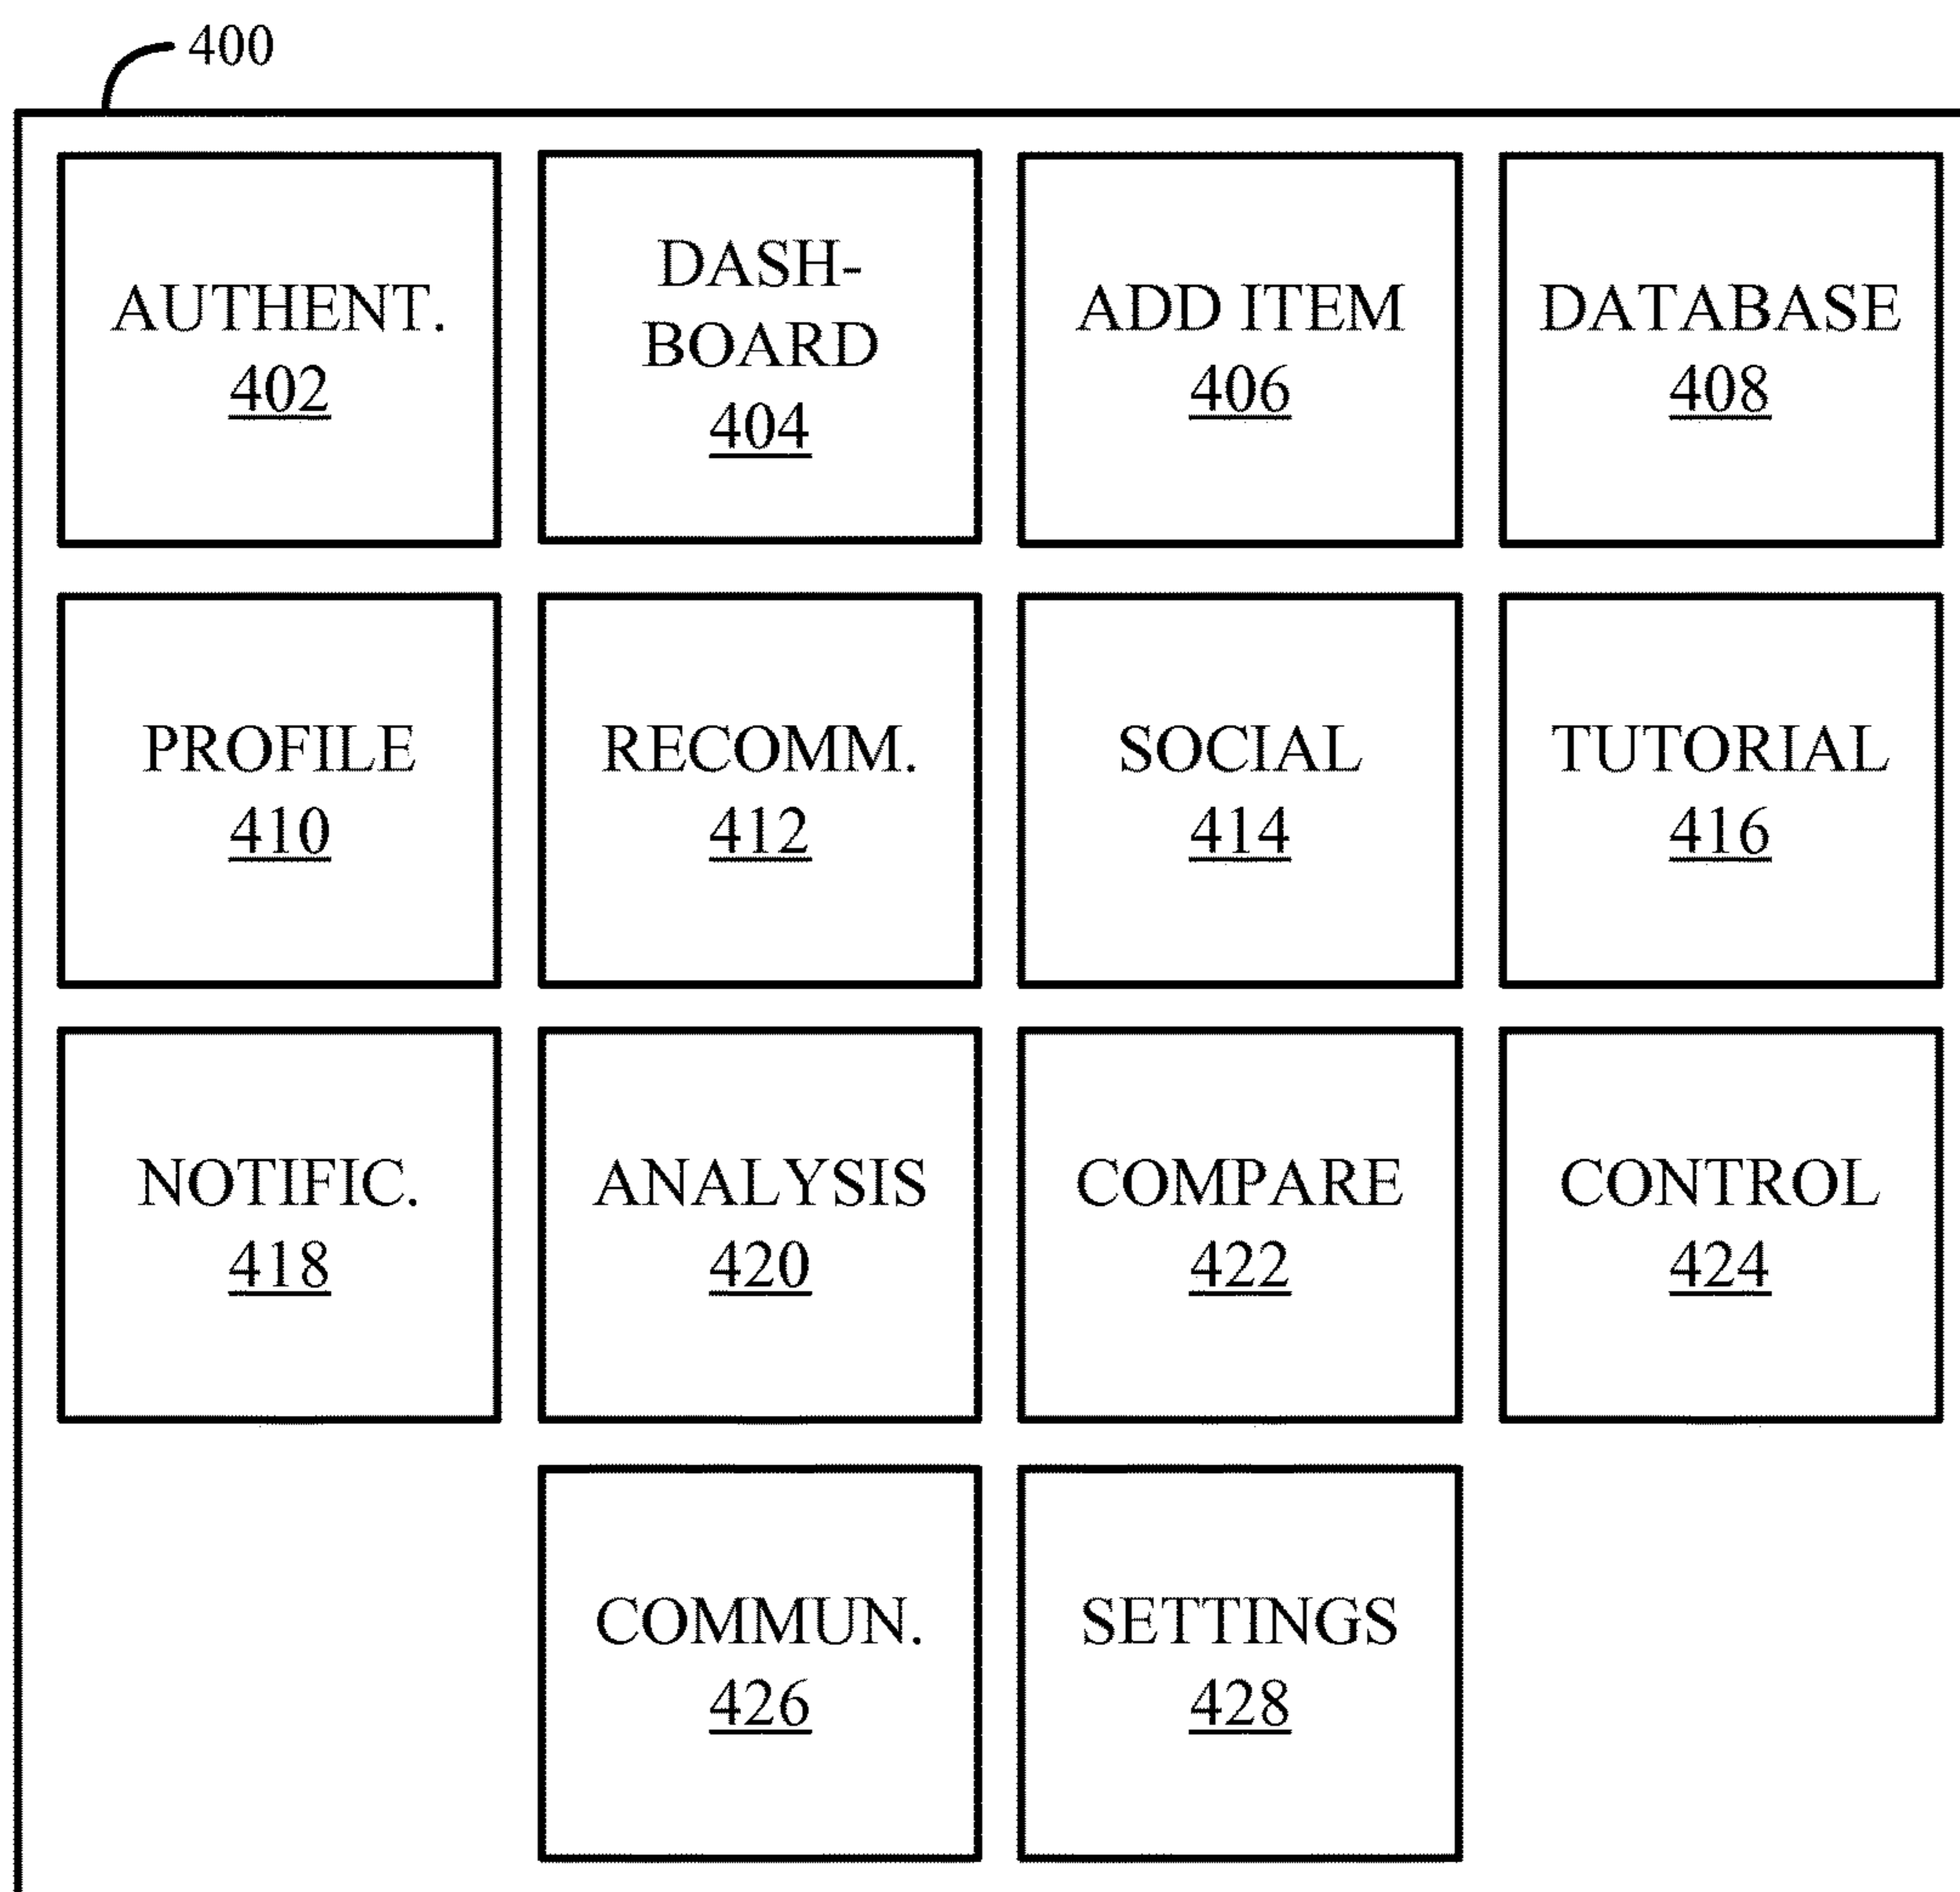 400
AUTHENT.
402
DASH-
BOARD
404
ADD ITEM
406
DATABASE
408
PROFILE
410
RECOMM.
412
SOCIAL
414
TUTORIAL
416
NOTIFIC.
418
ANALYSIS
420
COMPARE
422
CONTROL
424
COMMUN.
426
SETTINGS
428